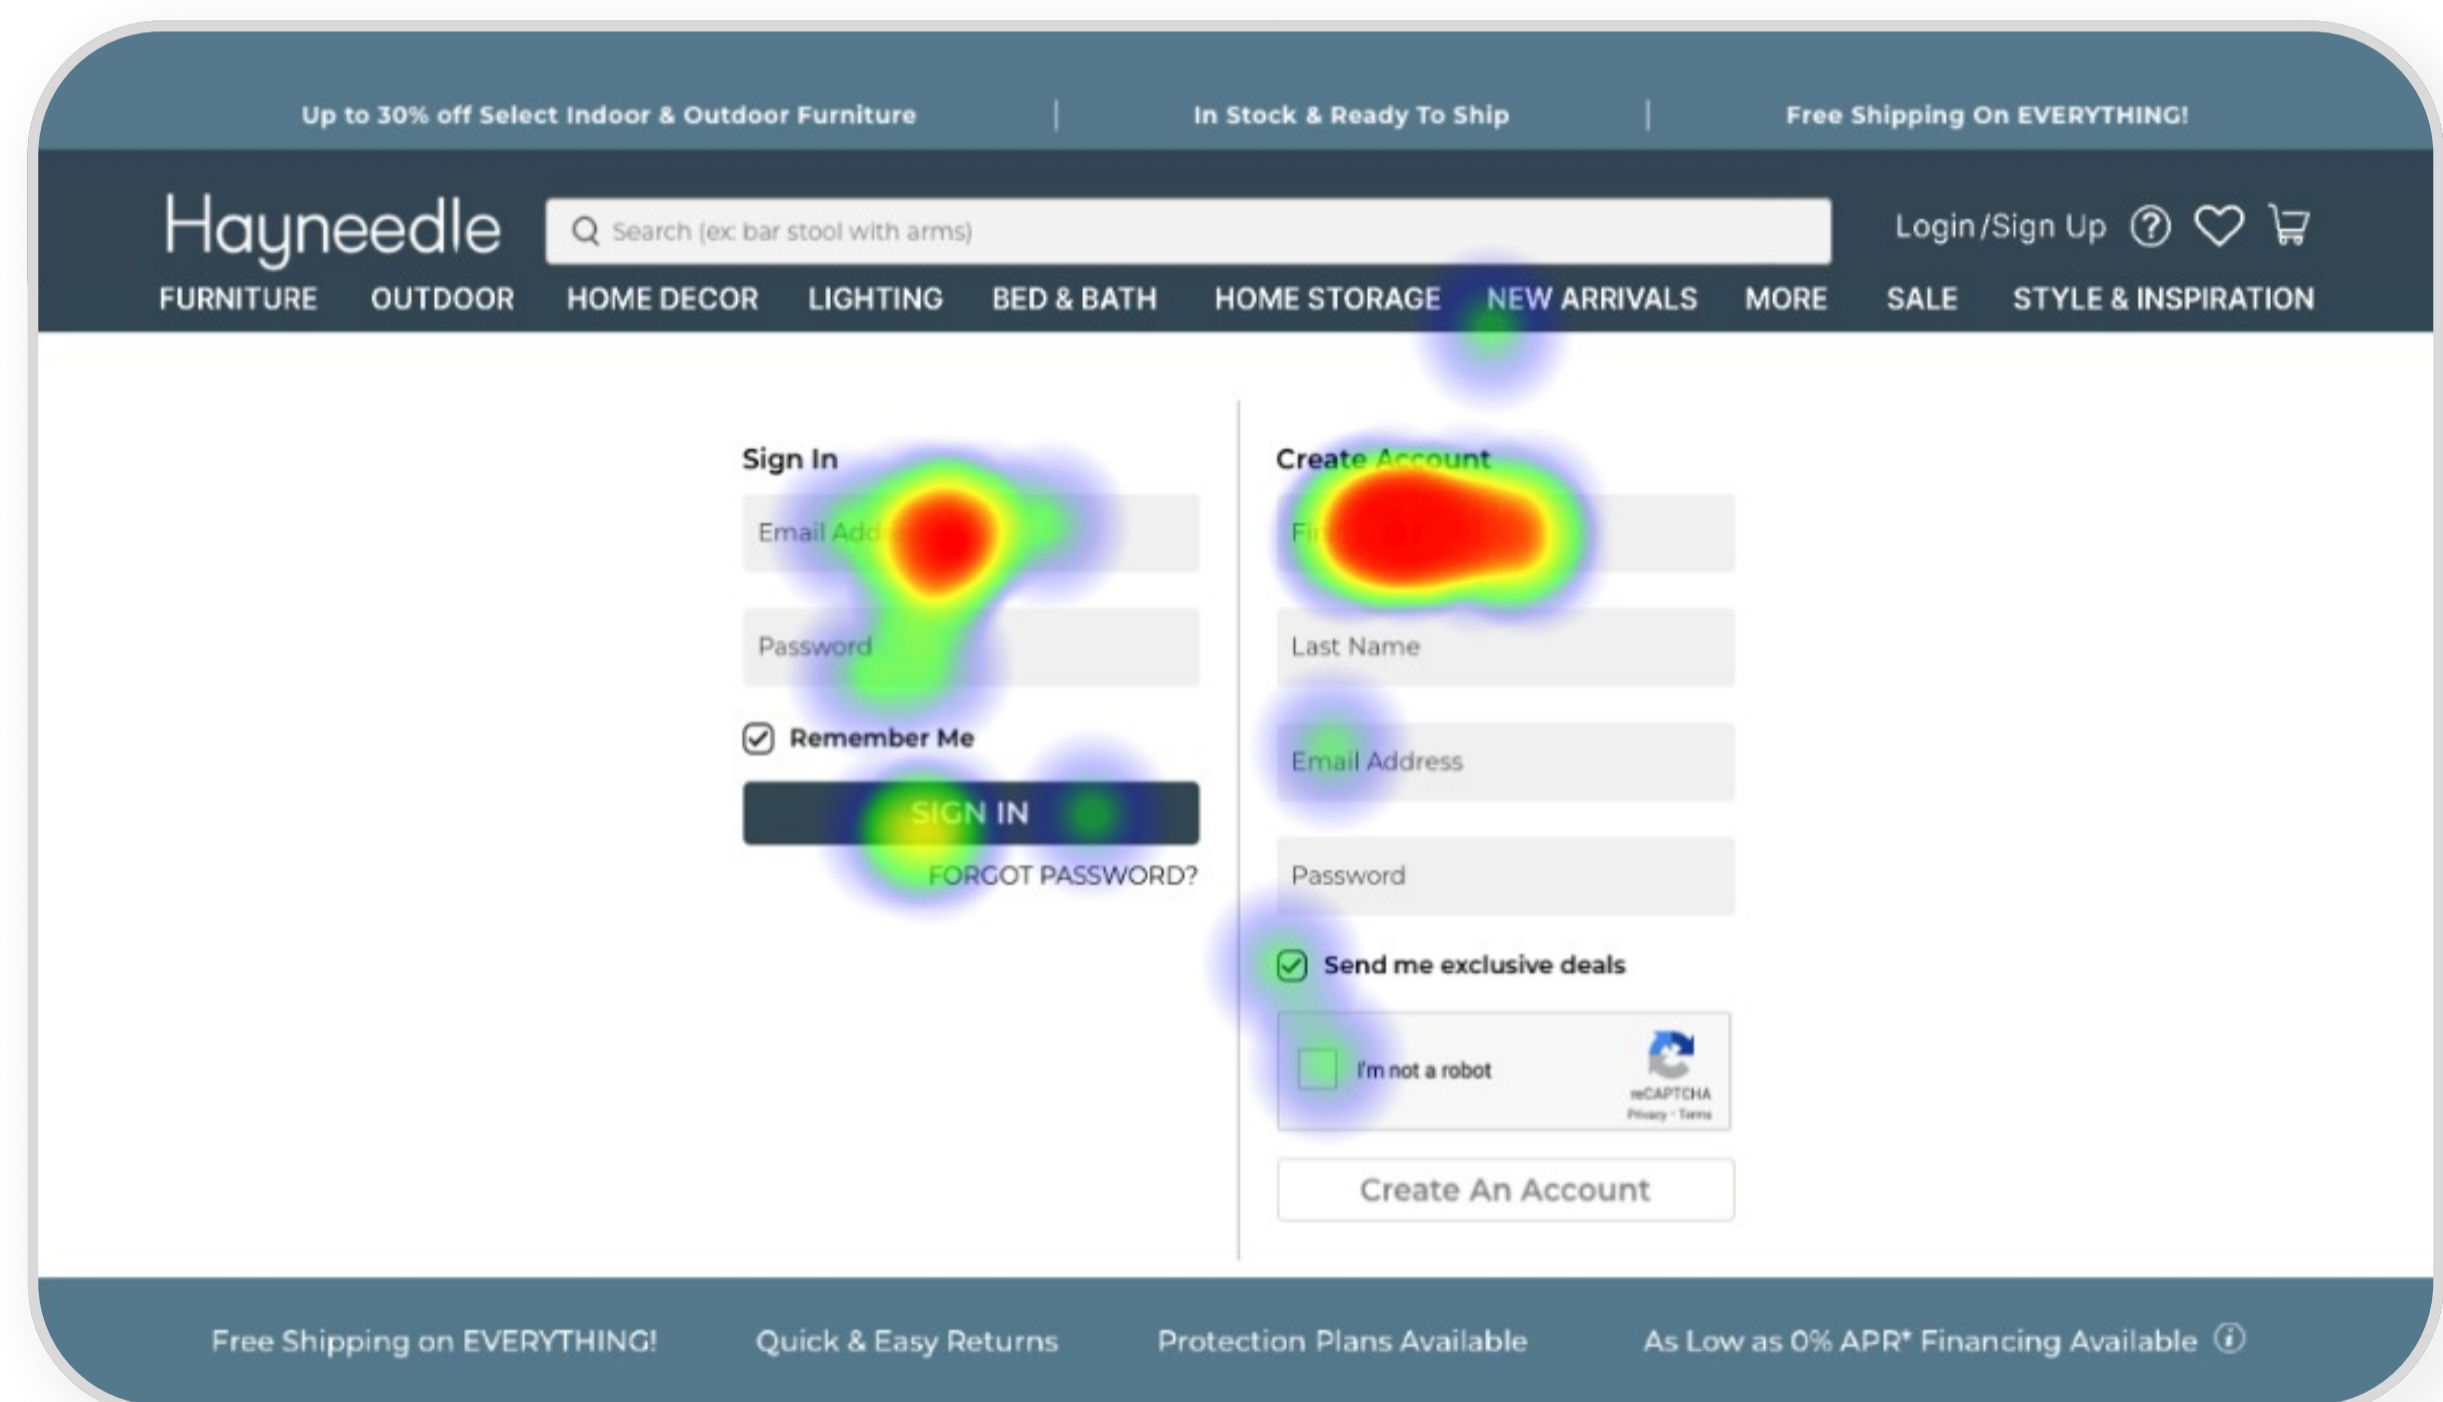 Up to 30% off Select Indoor & Outdoor Furniture | In Stock & Ready To Ship | Free Shipping On EVERYTHING!
Hayneedle
Search (ex: bar stool with arms)
Login/Sign Up
FURNITURE OUTDOOR HOME DECOR LIGHTING BED & BATH HOME STORAGE NEW ARRIVALS MORE SALE STYLE & INSPIRATION
Sign In
Email
Password
Remember Me
SIGN IN
FORGOT PASSWORD?
Create Account
Last Name
Email Address
Password
Send me exclusive deals
I'm not a robot
reCAPTCHA
Privacy - Terms
Create An Account
Free Shipping on EVERYTHING! Quick & Easy Returns Protection Plans Available As Low as 0% APR* Financing Available